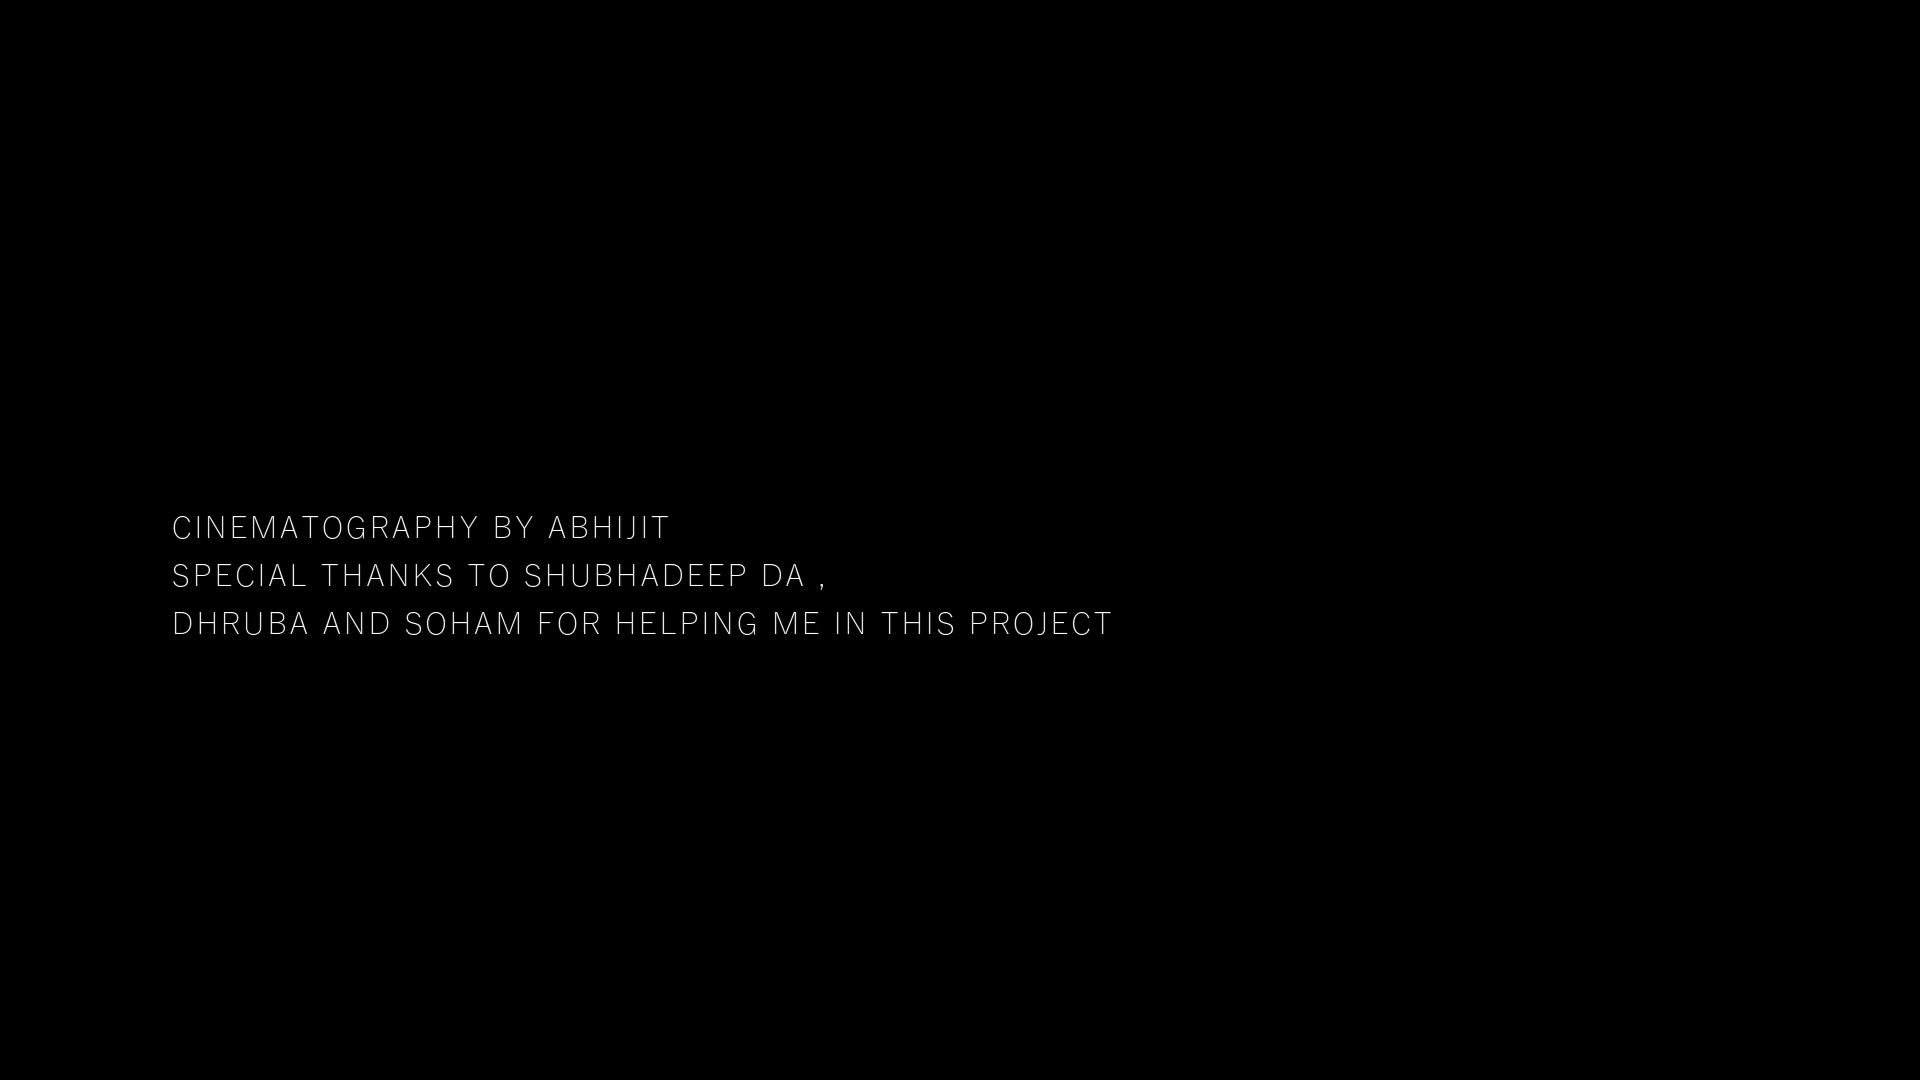 CINEMATOGRAPHY BY ABHIJIT
SPECIAL THANKS TO SHUBHADEEP DA ,
DHRUBA AND SOHAM FOR HELPING ME IN THIS PROJECT